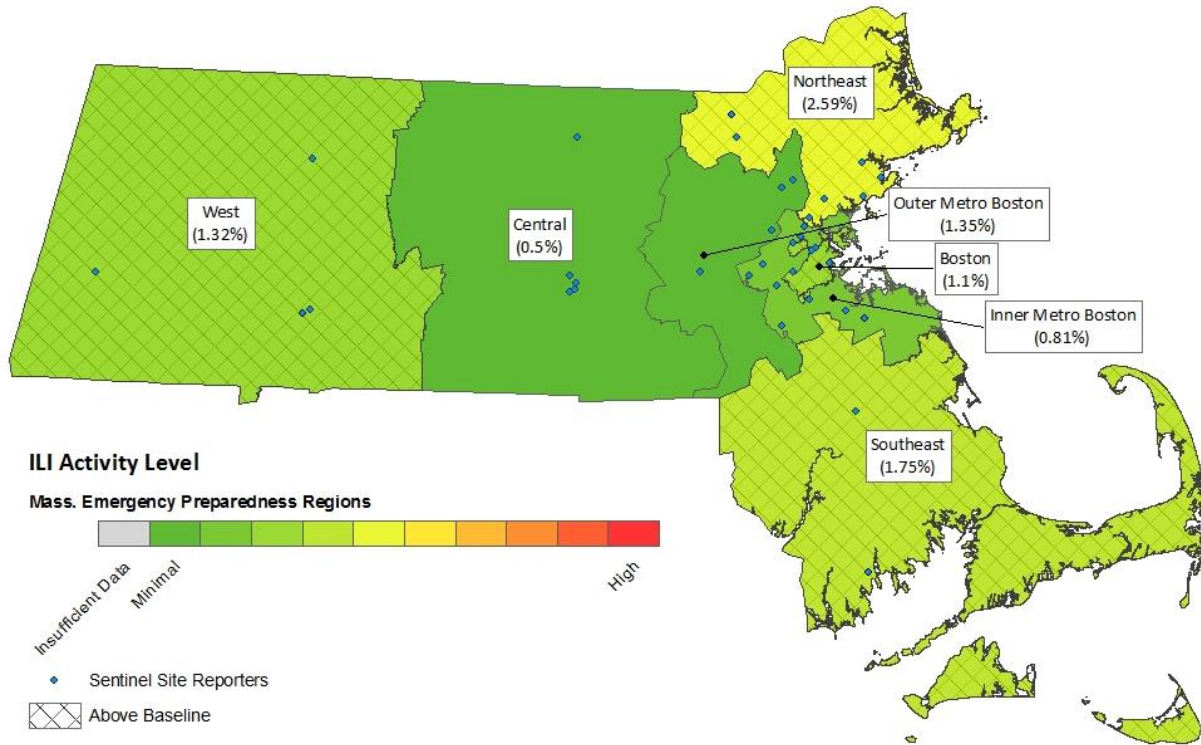 Northeast
(2.59%)
Outer Metro Boston
(1.35%)
West
(1.32%)
Central
(0.5%)
Boston
(1.1%)
Inner Metro Boston
(0.81%)
Southeast
(1.75%)
ILI Activity Level
Mass. Emergency Preparedness Regions
Insufficient Data
Minimal
High
Sentinel Site Reporters
Above Baseline